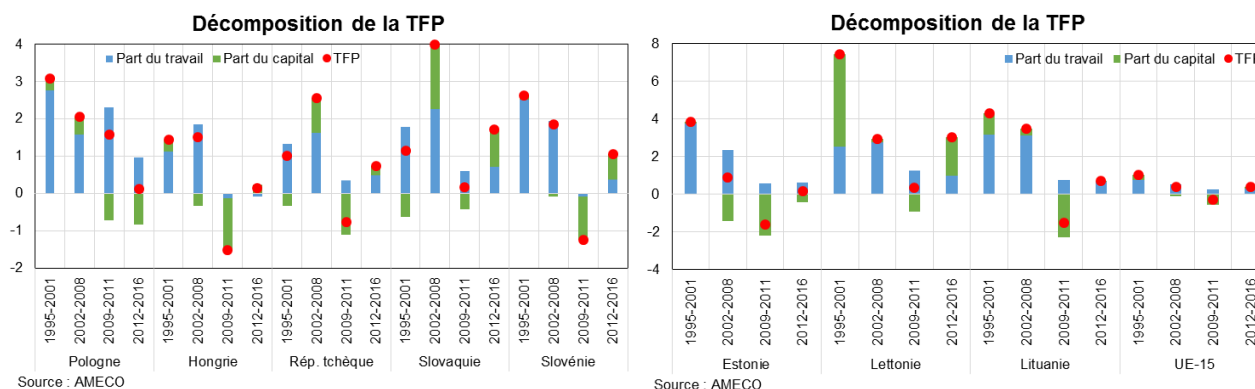 Décomposition de la TFP
Part du travail Part du capital TFP
4
3
2
1
0
-1
-2
1995-2001 2002-2008 2009-2011 2012-2016 1995-2001 2002-2008 2009-2011 2012-2016 1995-2001 2002-2008 2009-2011 2012-2016 1995-2001 2002-2008 2009-2011 2012-2016 1995-2001 2002-2008 2009-2011 2012-2016
Pologne Hongrie Rép. tchèque Slovaquie Slovénie
Source : AMECO
Décomposition de la TFP
Part du travail Part du capital TFP
8
6
4
2
0
-2
-4
1995-2001 2002-2008 2009-2011 2012-2016 1995-2001 2002-2008 2009-2011 2012-2016 1995-2001 2002-2008 2009-2011 2012-2016 1995-2001 2002-2008 2009-2011 2012-2016
Estonie Lettonie Lituanie UE-15
Source : AMECO